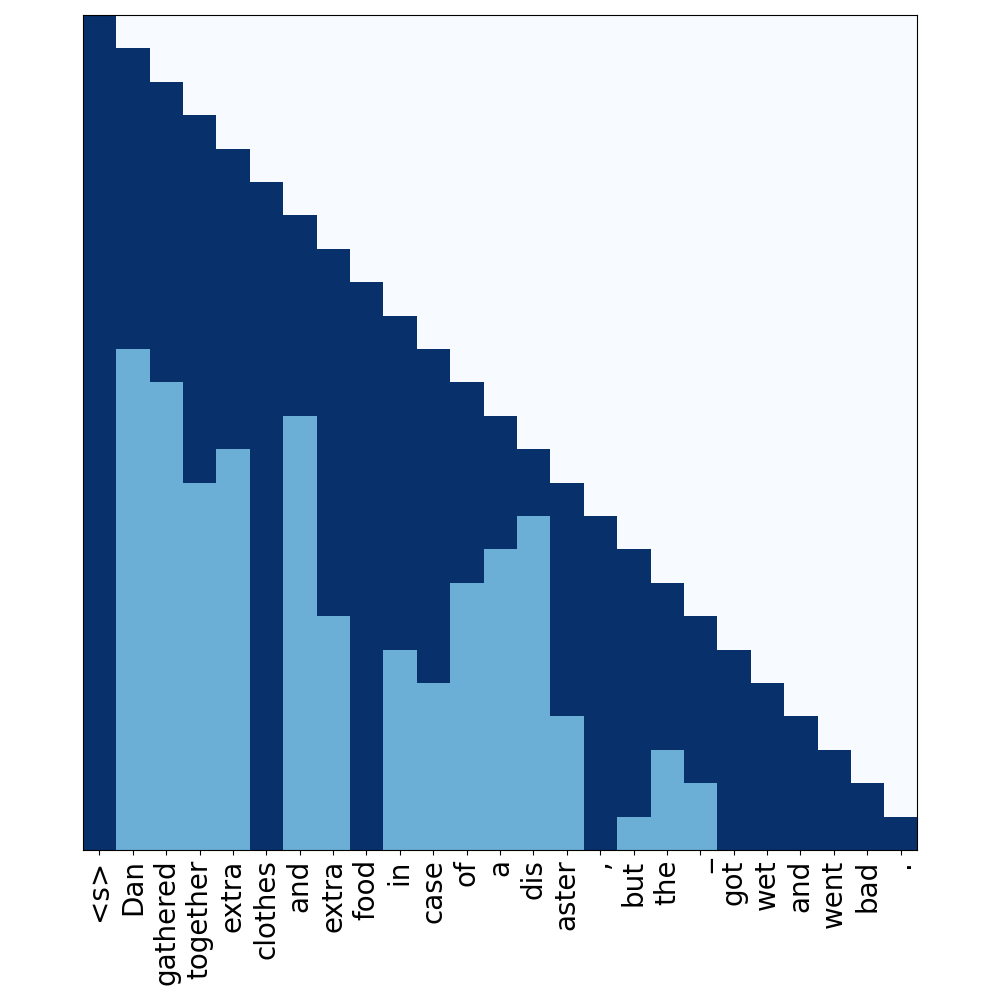 <s> Dan gathered together extra clothes and extra food in case of a dis aster , but the _ got wet and went bad .